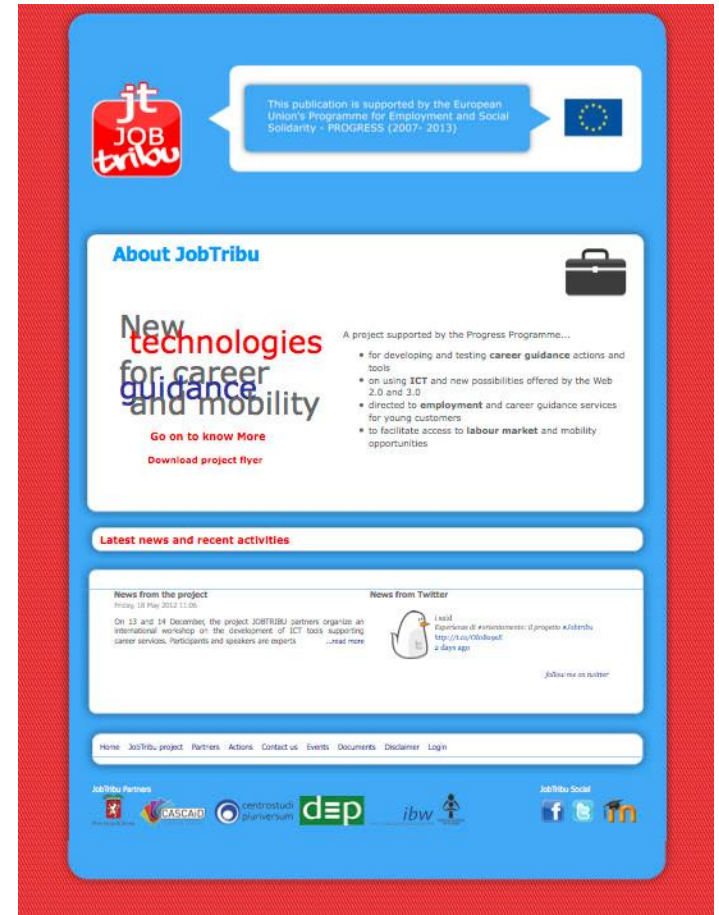 jt
JOB
tribu
This publication is supported by the European
Union's Programme for Employment and Social
Solidarity - PROGRESS (2007- 2013)
About JobTribu
New
technologies
for career
guidance
and mobility
Go on to know More
Download project flyer
A project supported by the Progress Programme...
• for developing and testing career guidance actions and
tools
• on using ICT and new possibilities offered by the Web
2.0 and 3.0
• directed to employment and career guidance services
for young customers
• to facilitate access to labour market and mobility
opportunities
Latest news and recent activities
News from the project
Friday, 18 May 2012 11:06
On 13 and 14 December, the project JOBTRIBU partners organize an
international workshop on the development of ICT tools supporting
career services. Participants and speakers are experts ...read more
News from Twitter
i said
Esperienze di #orientamento: il progetto #Jobtribu
2 days ago
follow me on twitter
Home JobTribu project Partners Actions Contact us Events Documents Disclaimer Login
JobTribu Partners
CASCAiD
centrostudi
pluriversum
dep
ibw
JobTribu Social
f
t
m